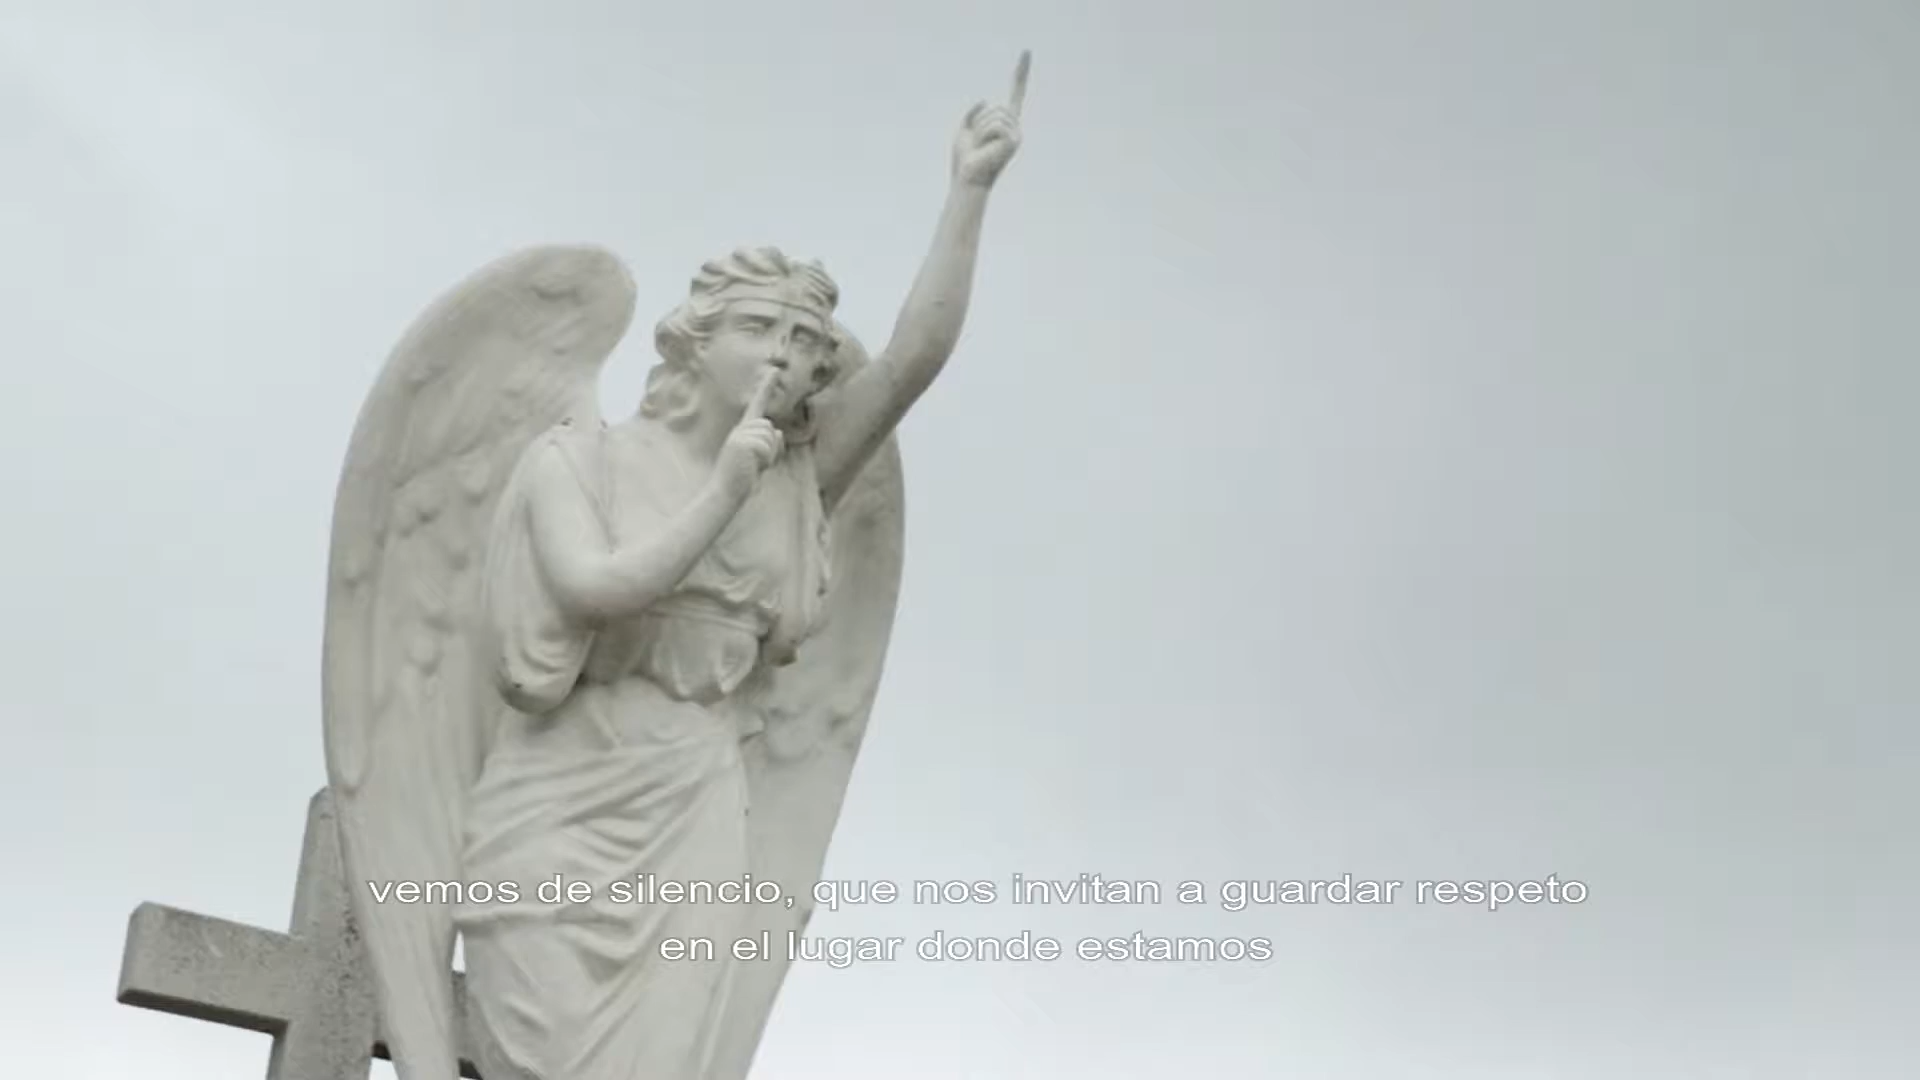 vemos de silencio, que nos invitan a guardar respeto
en el lugar donde estamos